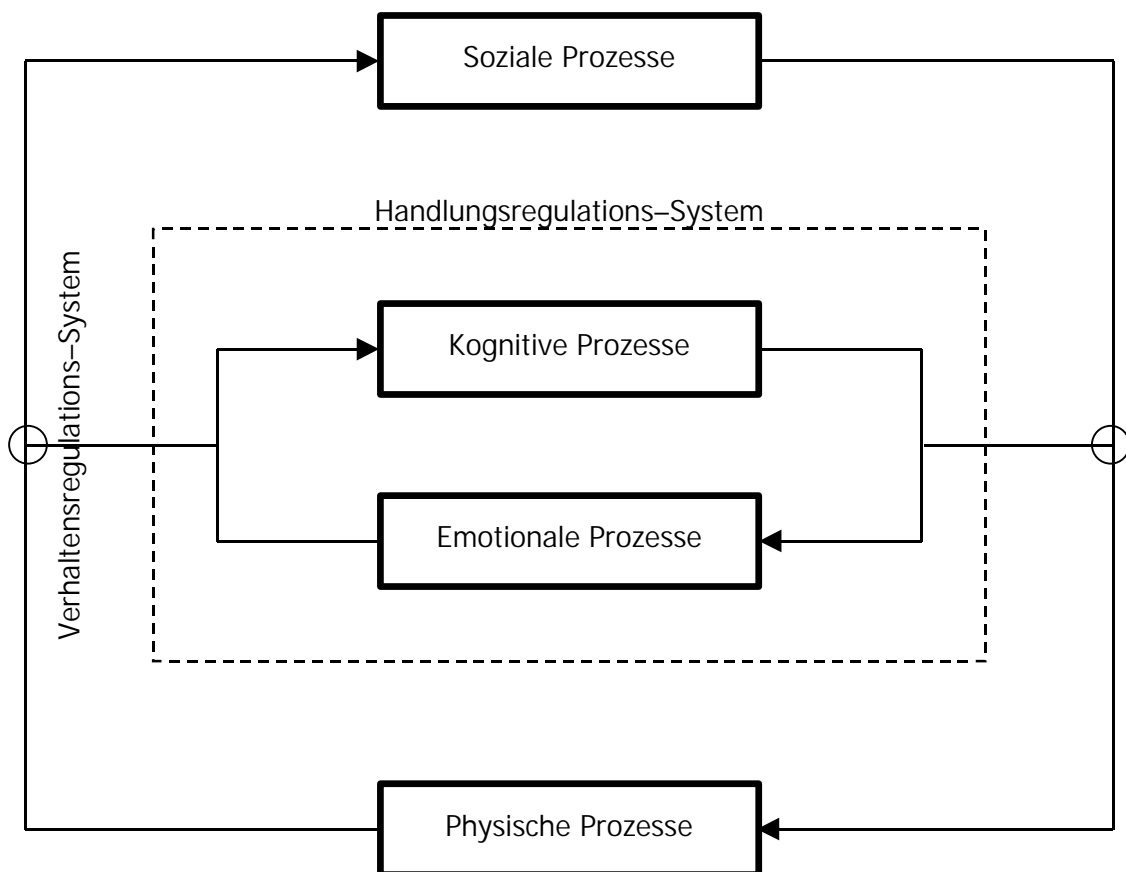 Soziale Prozesse
Handlungsregulations–System
Verhaltensregulations–System
Kognitive Prozesse
Emotionale Prozesse
Physische Prozesse